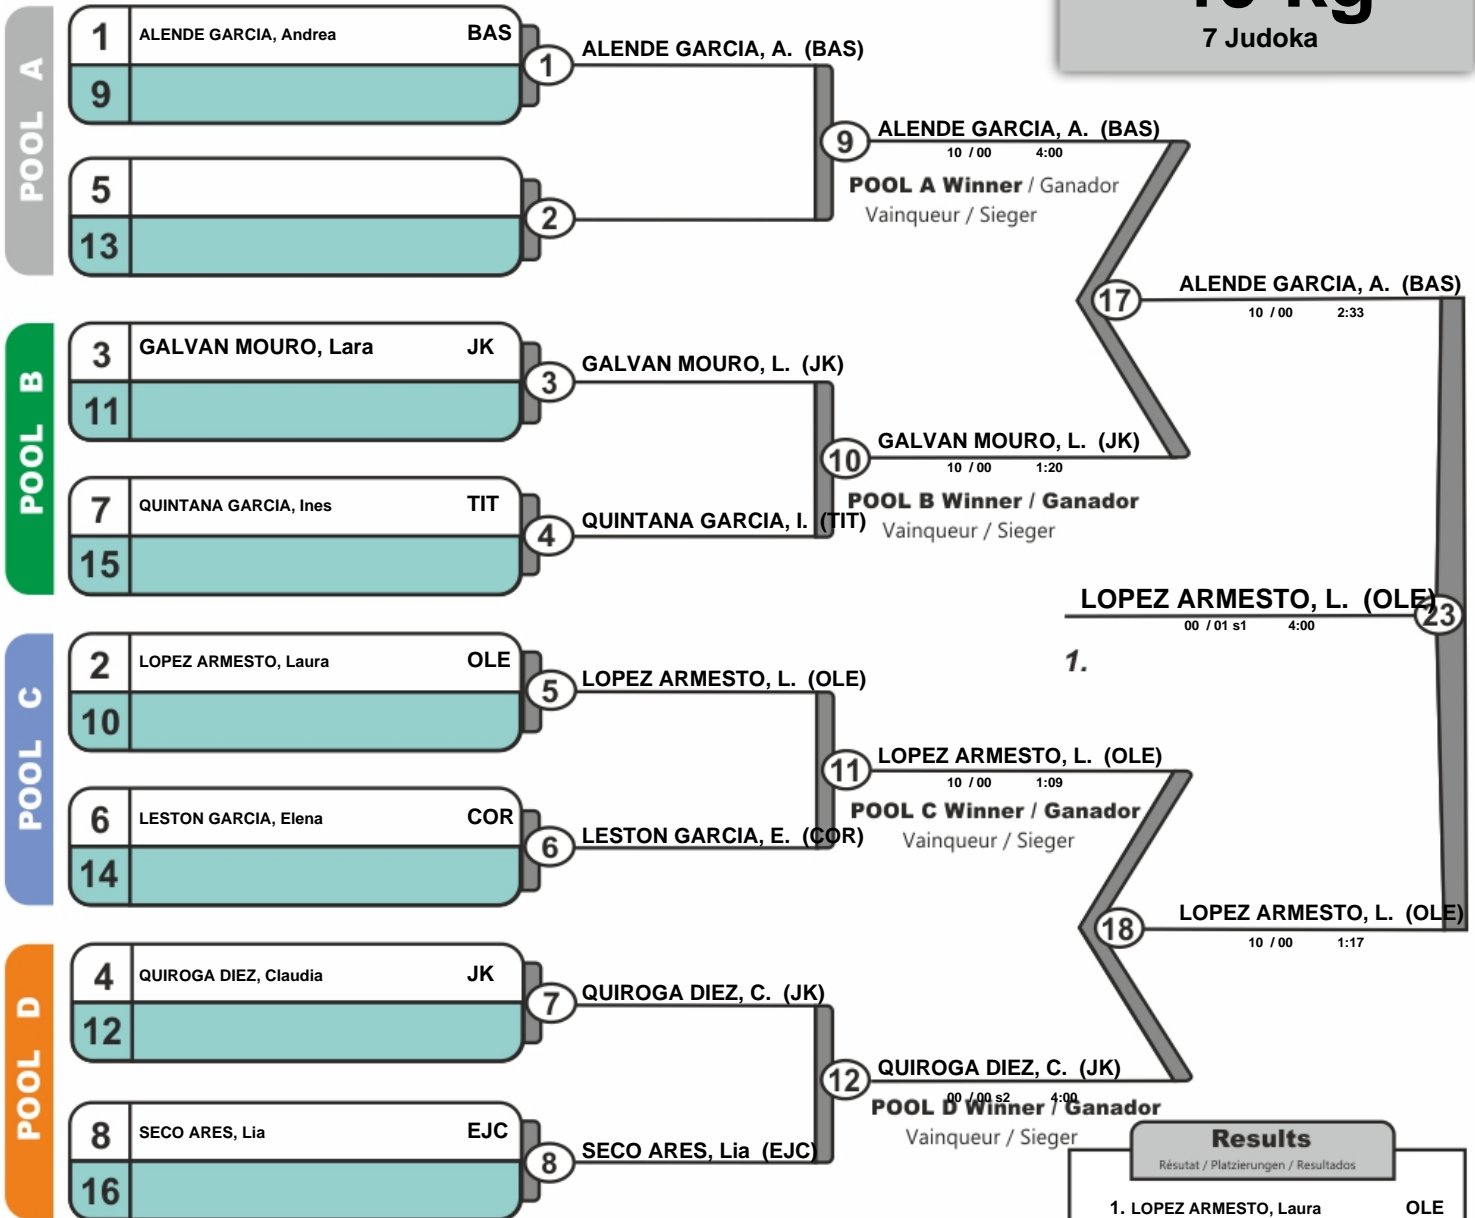 kg
7 Judoka
POOL A
1 ALENDE GARCIA, Andrea BAS
9
1
ALENDE GARCIA, A. (BAS)
5
13
2
9
ALENDE GARCIA, A. (BAS)
10 / 00 4:00
POOL A Winner / Ganador
Vainqueur / Sieger
17
ALENDE GARCIA, A. (BAS)
10 / 00 2:33
POOL B
3 GALVAN MOURO, Lara JK
11
3
GALVAN MOURO, L. (JK)
7 QUINTANA GARCIA, Ines TIT
15
4
QUINTANA GARCIA, I. (TIT)
10
GALVAN MOURO, L. (JK)
10 / 00 1:20
POOL B Winner / Ganador
Vainqueur / Sieger
LOPEZ ARMESTO, L. (OLE)
23
00 / 01 s1 4:00
1.
POOL C
2 LOPEZ ARMESTO, Laura OLE
10
5
LOPEZ ARMESTO, L. (OLE)
6 LESTON GARCIA, Elena COR
14
6
LESTON GARCIA, E. (COR)
11
LOPEZ ARMESTO, L. (OLE)
10 / 00 1:09
POOL C Winner / Ganador
Vainqueur / Sieger
18
LOPEZ ARMESTO, L. (OLE)
10 / 00 1:17
POOL D
4 QUIROGA DIEZ, Claudia JK
12
7
QUIROGA DIEZ, C. (JK)
8 SECO ARES, Lia EJC
16
8
SECO ARES, Lia (EJC)
12
QUIROGA DIEZ, C. (JK)
00 / 00 s2 4:00
POOL D Winner / Ganador
Vainqueur / Sieger
Results
Résutat / Platzierungen / Resultados
1. LOPEZ ARMESTO, Laura OLE